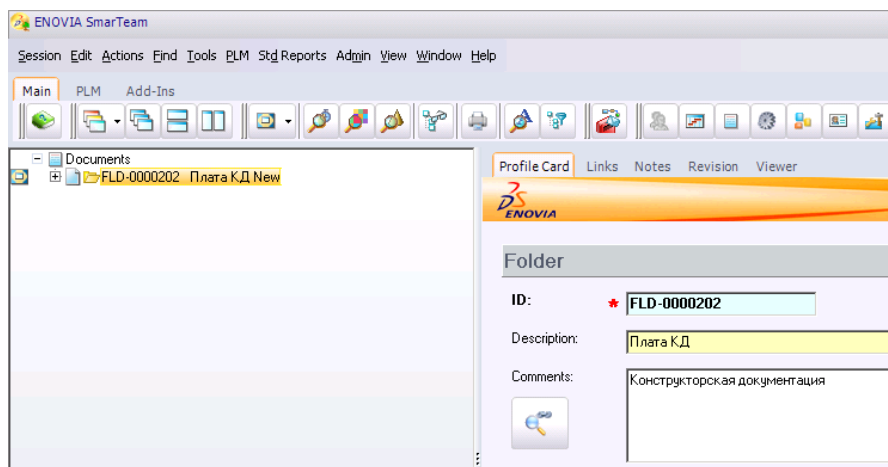 ENOVIA SmarTeam
Session Edit Actions Find Tools PLM Std Reports Admin View Window Help
Main PLM Add-Ins
Documents
FLD-0000202 Плата КД New
Profile Card Links Notes Revision Viewer
ENOVIA
Folder
ID: * FLD-0000202
Description: Плата КД
Comments: Конструкторская документация